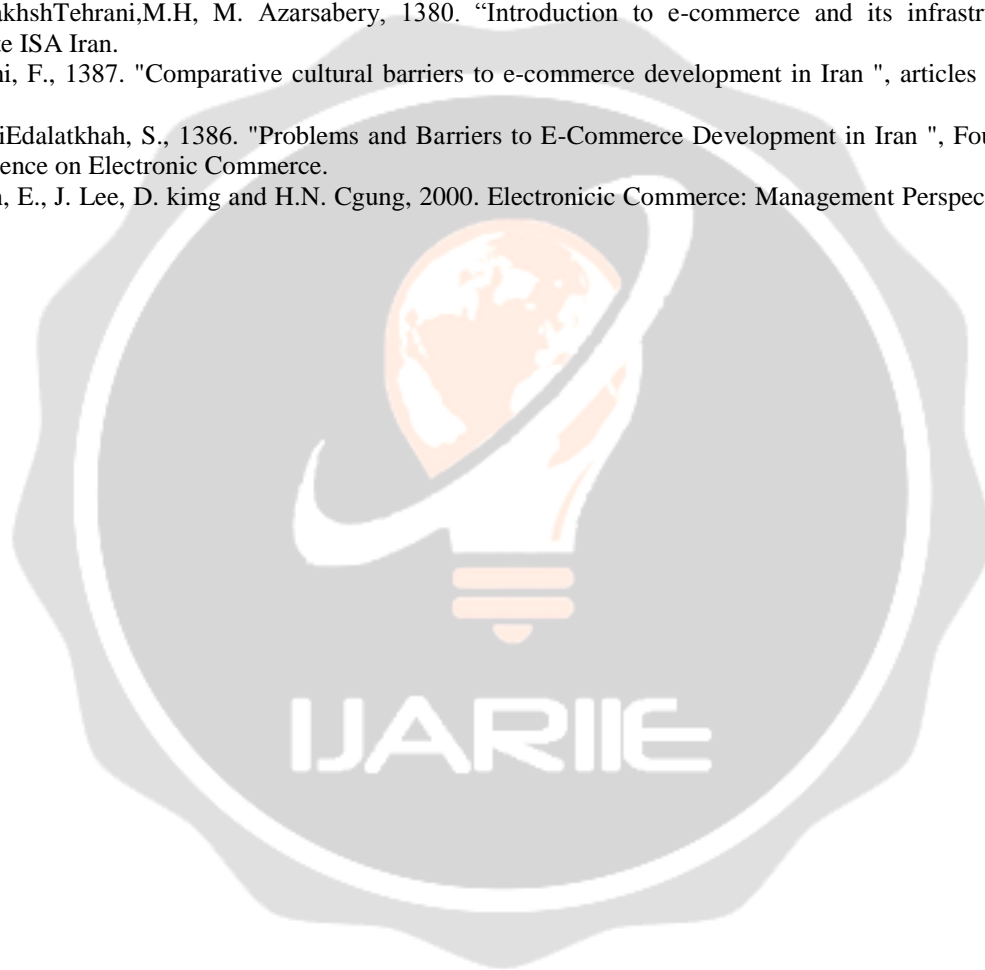 akhshTehrani,M.H, M. Azarsabery, 1380. “Introduction to e-commerce and its infrastr
te ISA Iran.
ni, F., 1387. "Comparative cultural barriers to e-commerce development in Iran ", articles
iEdalatkhah, S., 1386. "Problems and Barriers to E-Commerce Development in Iran ", Fou
ence on Electronic Commerce.
n, E., J. Lee, D. kimg and H.N. Cgung, 2000. Electronicic Commerce: Management Perspec
IJARIIE